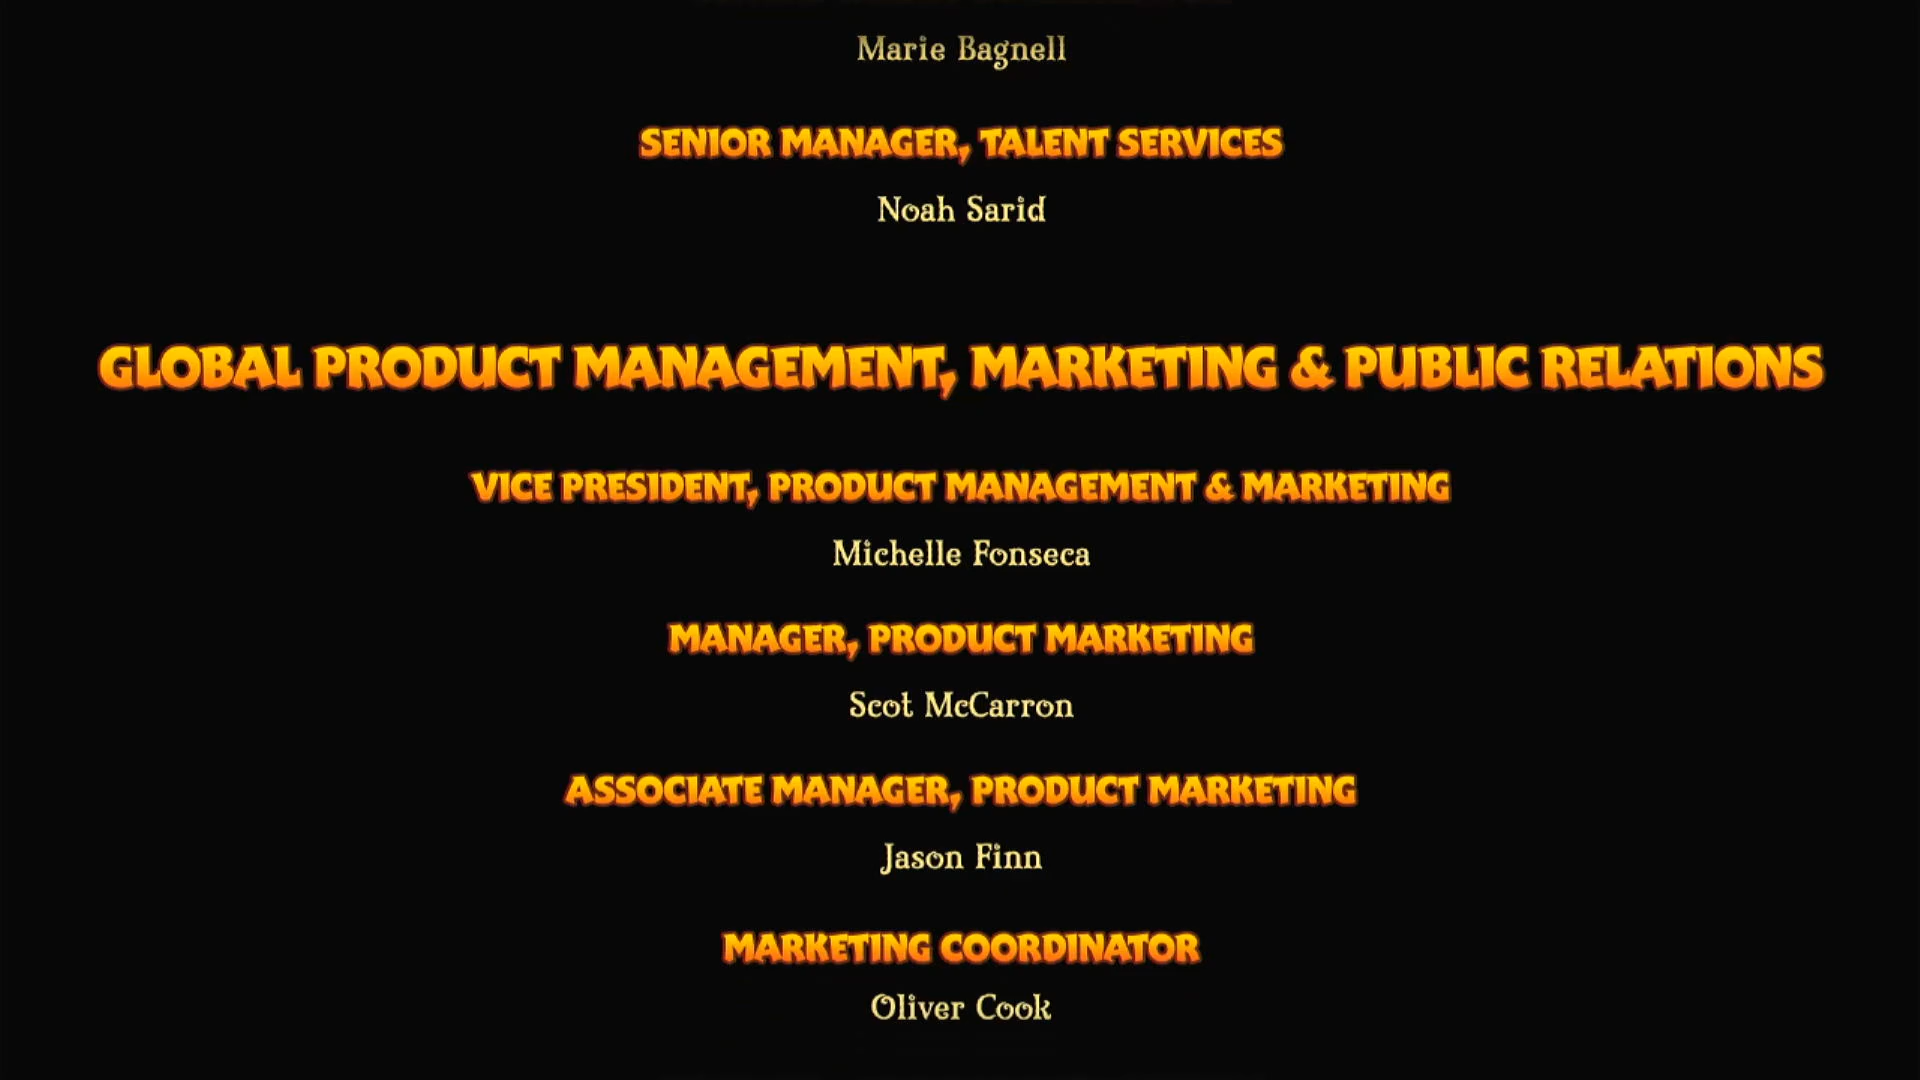 Marie Bagnell
SENIOR MANAGER, TALENT SERVICES
Noah Sarid
GLOBAL PRODUCT MANAGEMENT, MARKETING & PUBLIC RELATIONS
VICE PRESIDENT, PRODUCT MANAGEMENT & MARKETING
Michelle Fonseca
MANAGER, PRODUCT MARKETING
Scot McCarron
ASSOCIATE MANAGER, PRODUCT MARKETING
Jason Finn
MARKETING COORDINATOR
Oliver Cook